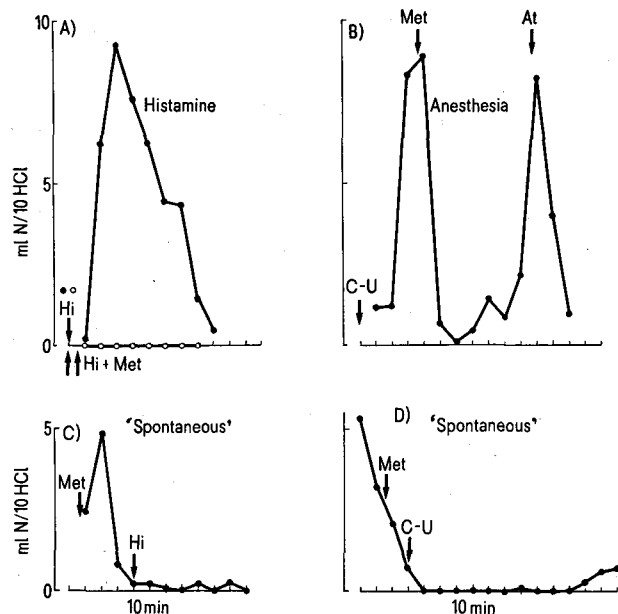 A)
10
5
0
ml N/10 HCl
Histamine
Hi
Hi + Met
B)
Met
At
Anesthesia
C-U
C)
'Spontaneous'
5
0
ml N/10 HCl
Met
Hi
10 min
D)
'Spontaneous'
Met
C-U
10 min